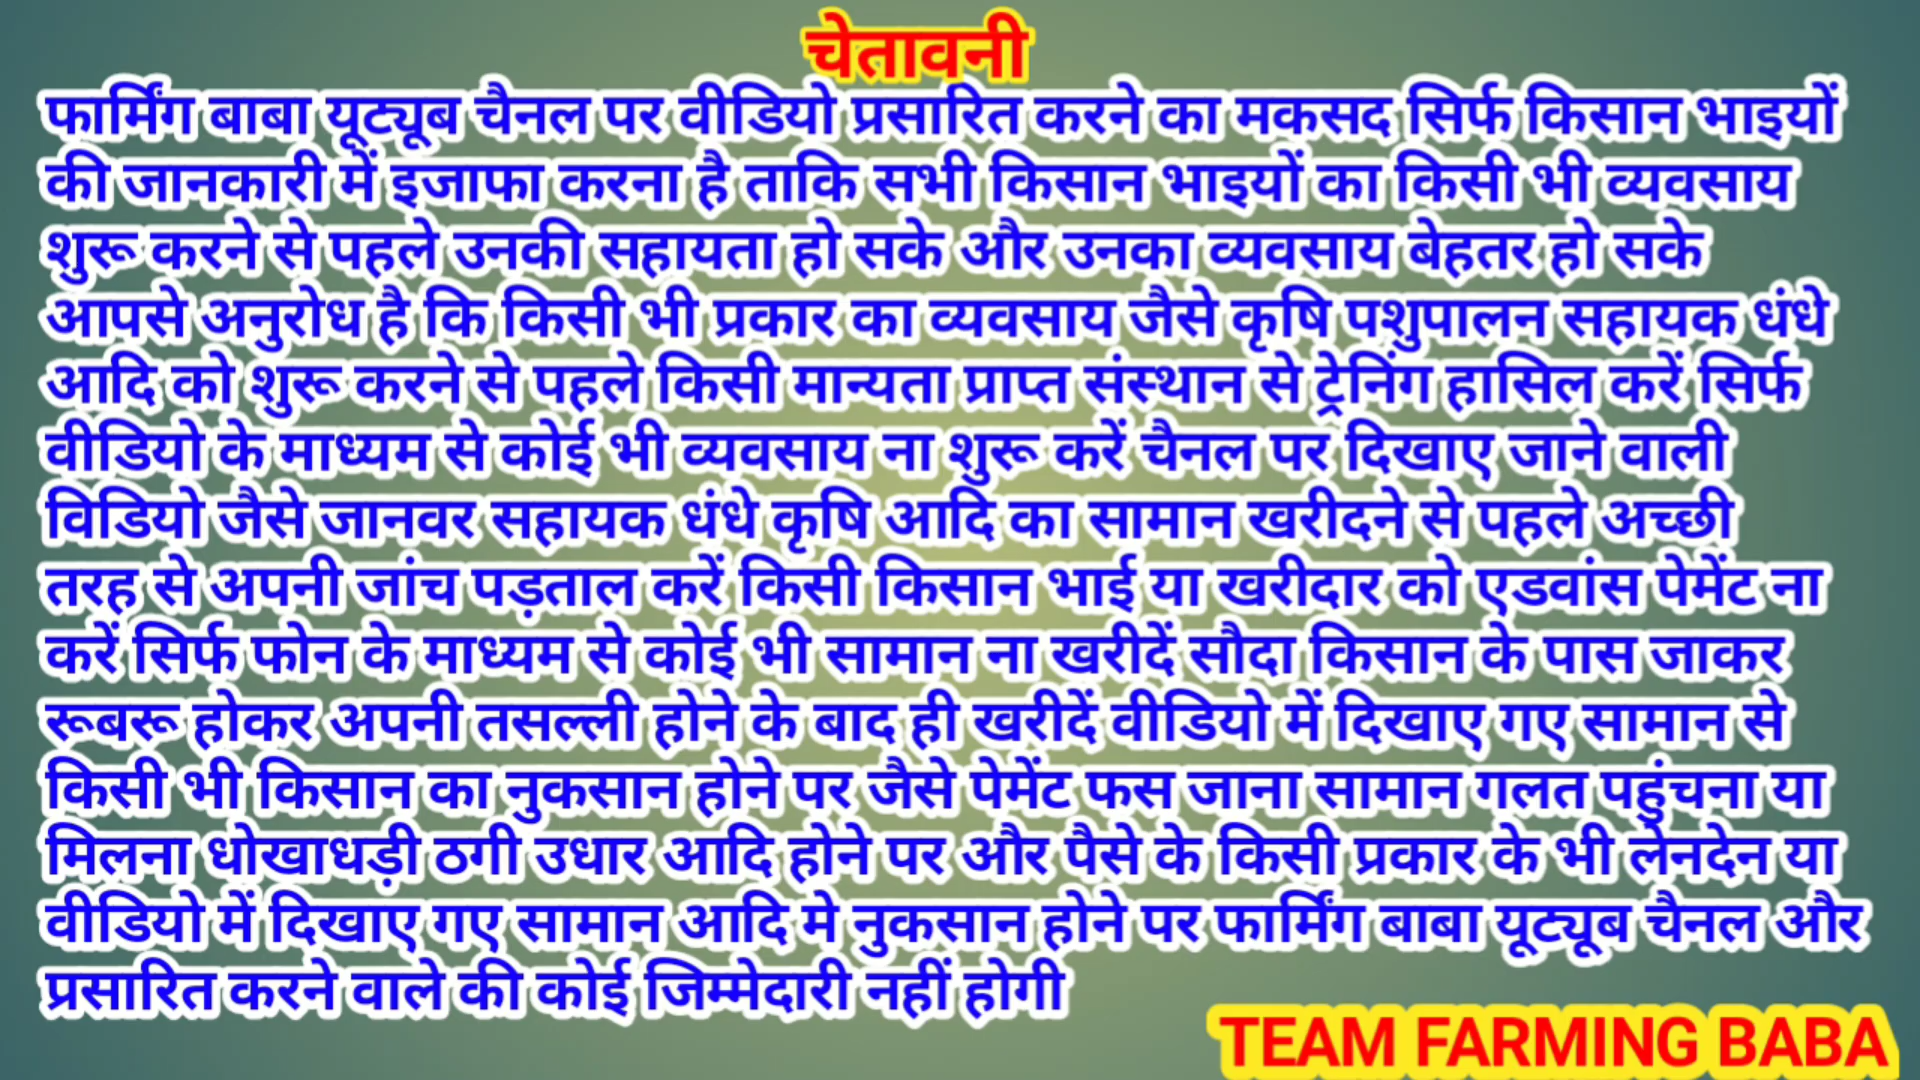 चेतावनी
फार्मिंग बाबा यूट्यूब चैनल पर वीडियो प्रसारित करने का मकसद सिर्फ किसान भाइयों
की जानकारी में इजाफा करना है ताकि सभी किसान भाइयों का किसी भी व्यवसाय
शुरू करने से पहले उनकी सहायता हो सके और उनका व्यवसाय बेहतर हो सके
आपसे अनुरोध है कि किसी भी प्रकार का व्यवसाय जैसे कृषि पशुपालन सहायक धंधे
आदि को शुरू करने से पहले किसी मान्यता प्राप्त संस्थान से ट्रेनिंग हासिल करें सिर्फ
वीडियो के माध्यम से कोई भी व्यवसाय ना शुरू करें चैनल पर दिखाए जाने वाली
विडियो जैसे जानवर सहायक धंधे कृषि आदि का सामान खरीदने से पहले अच्छी
तरह से अपनी जांच पड़ताल करें किसी किसान भाई या खरीदार को एडवांस पेमेंट ना
करें सिर्फ फोन के माध्यम से कोई भी सामान ना खरीदें सौदा किसान के पास जाकर
रूबरू होकर अपनी तसल्ली होने के बाद ही खरीदें वीडियो में दिखाए गए सामान से
किसी भी किसान का नुकसान होने पर जैसे पेमेंट फस जाना सामान गलत पहुंचना या
मिलना धोखाधड़ी ठगी उधार आदि होने पर और पैसे के किसी प्रकार के भी लेनदेन या
वीडियो में दिखाए गए सामान आदि मे नुकसान होने पर फार्मिंग बाबा यूट्यूब चैनल और
प्रसारित करने वाले की कोई जिम्मेदारी नहीं होगी
TEAM FARMING BABA